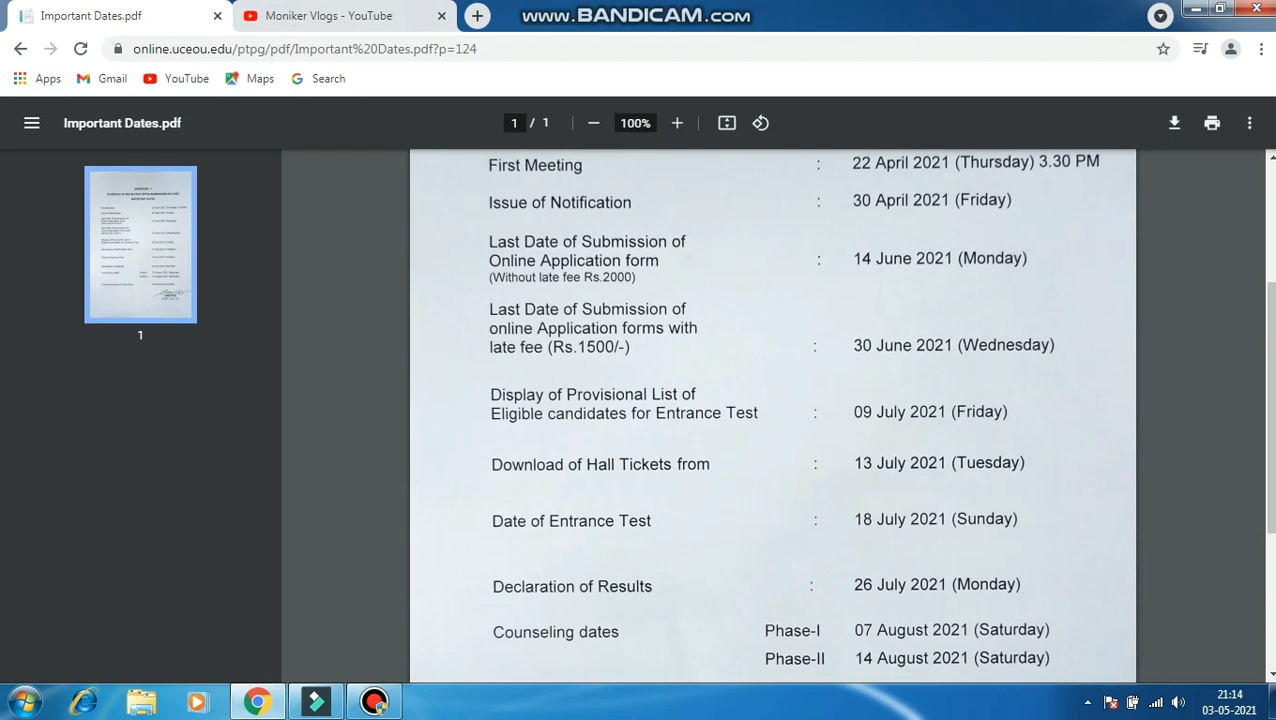 Important Dates.pdf
Moniker Vlogs - YouTube
www.BANDICAM.com
online.uceou.edu/ptpg/pdf/Important%20Dates.pdf?p=124
Apps Gmail YouTube Maps Search
Important Dates.pdf
1 / 1
100%
First Meeting : 22 April 2021 (Thursday) 3.30 PM
Issue of Notification : 30 April 2021 (Friday)
Last Date of Submission of
Online Application form : 14 June 2021 (Monday)
(Without late fee Rs.2000)
Last Date of Submission of
online Application forms with
late fee (Rs.1500/-) : 30 June 2021 (Wednesday)
Display of Provisional List of
Eligible candidates for Entrance Test : 09 July 2021 (Friday)
Download of Hall Tickets from : 13 July 2021 (Tuesday)
Date of Entrance Test : 18 July 2021 (Sunday)
Declaration of Results : 26 July 2021 (Monday)
Counseling dates Phase-I 07 August 2021 (Saturday)
Phase-II 14 August 2021 (Saturday)
1
21:14
03-05-2021